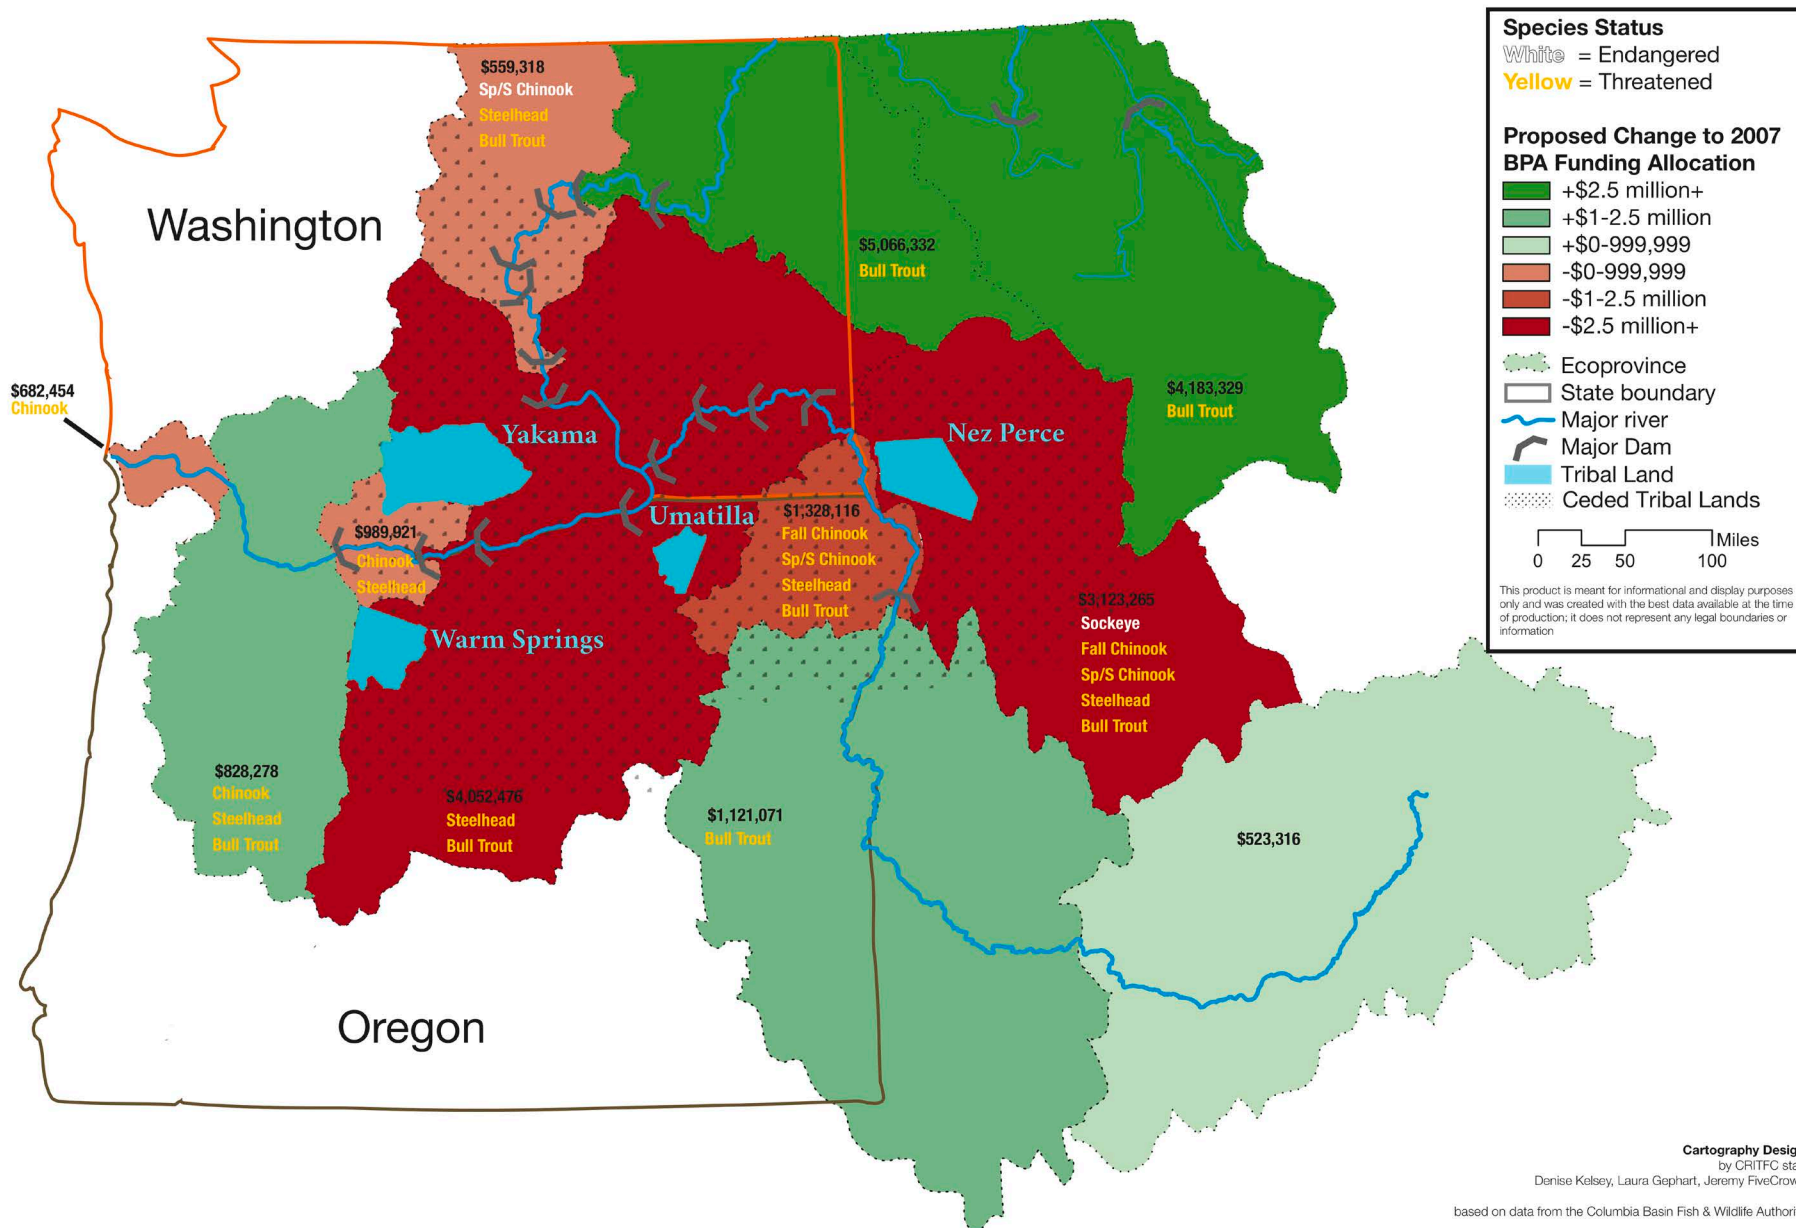 Washington
Oregon
$559,318
Sp/S Chinook
Steelhead
Bull Trout
$5,066,332
Bull Trout
$4,183,329
Bull Trout
$682,454
Chinook
Yakama
Nez Perce
Umatilla
Warm Springs
$989,921
Chinook
Steelhead
$1,328,116
Fall Chinook
Sp/S Chinook
Steelhead
Bull Trout
$3,123,265
Sockeye
Fall Chinook
Sp/S Chinook
Steelhead
Bull Trout
$828,278
Chinook
Steelhead
Bull Trout
$4,052,476
Steelhead
Bull Trout
$1,121,071
Bull Trout
$523,316
Species Status
White = Endangered
Yellow = Threatened
Proposed Change to 2007
BPA Funding Allocation
+$2.5 million+
+$1-2.5 million
+$0-999,999
-$0-999,999
-$1-2.5 million
-$2.5 million+
Ecoprovince
State boundary
Major river
Major Dam
Tribal Land
Ceded Tribal Lands
Miles
0 25 50 100
This product is meant for informational and display purposes
only and was created with the best data available at the time
of production; it does not represent any legal boundaries or
information
Cartography Desig
by CRITFC sta
Denise Kelsey, Laura Gephart, Jeremy FiveCrow
based on data from the Columbia Basin Fish & Wildlife Authori